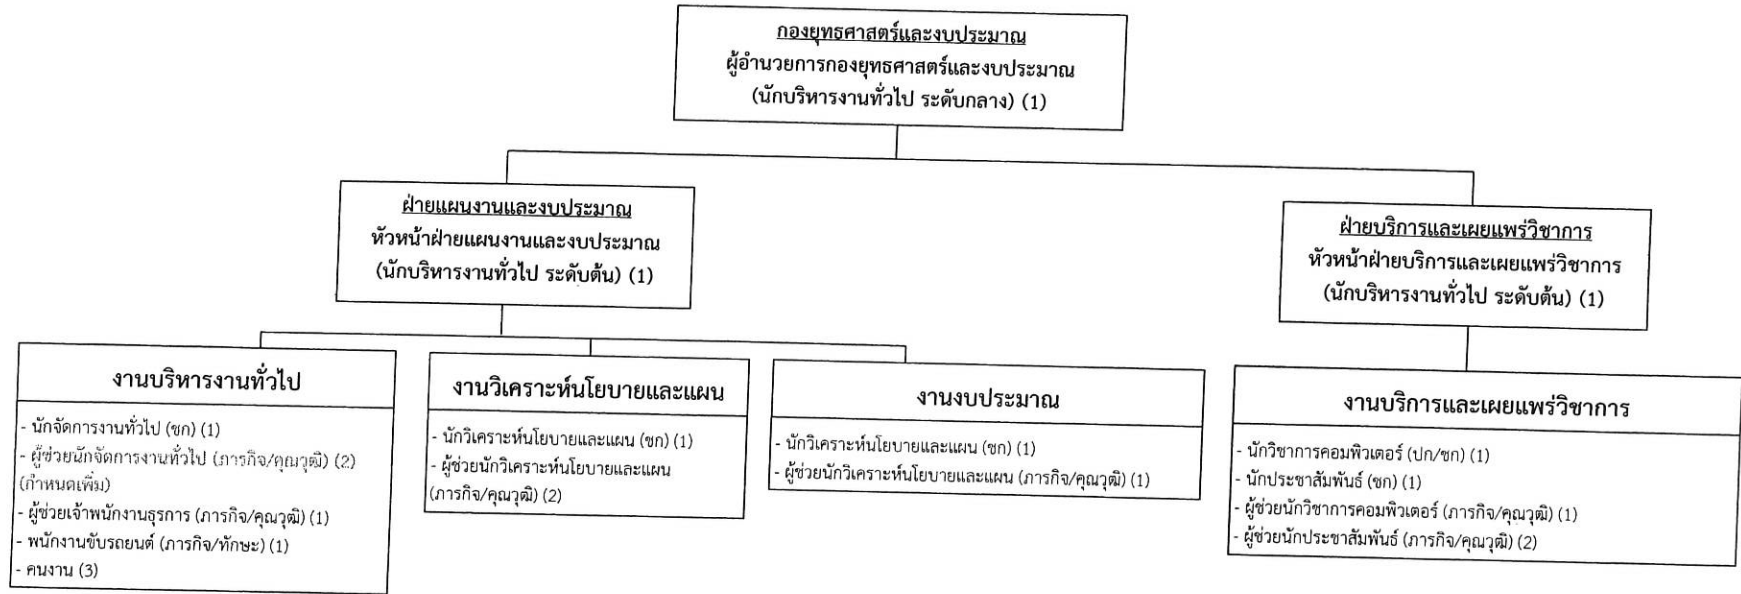 กองยุทธศาสตร์และงบประมาณ
ผู้อำนวยการกองยุทธศาสตร์และงบประมาณ
(นักบริหารงานทั่วไป ระดับกลาง) (1)
ฝ่ายแผนงานและงบประมาณ
หัวหน้าฝ่ายแผนงานและงบประมาณ
(นักบริหารงานทั่วไป ระดับต้น) (1)
ฝ่ายบริการและเผยแพร่วิชาการ
หัวหน้าฝ่ายบริการและเผยแพร่วิชาการ
(นักบริหารงานทั่วไป ระดับต้น) (1)
งานบริหารงานทั่วไป
- นักจัดการงานทั่วไป (ชก) (1)
- ผู้ช่วยนักจัดการงานทั่วไป (ภารกิจ/คุณวุฒิ) (2)
(กำหนดเพิ่ม)
- ผู้ช่วยเจ้าพนักงานธุรการ (ภารกิจ/คุณวุฒิ) (1)
- พนักงานขับรถยนต์ (ภารกิจ/ทักษะ) (1)
- คนงาน (3)
งานวิเคราะห์นโยบายและแผน
- นักวิเคราะห์นโยบายและแผน (ชก) (1)
- ผู้ช่วยนักวิเคราะห์นโยบายและแผน
(ภารกิจ/คุณวุฒิ) (2)
งานงบประมาณ
- นักวิเคราะห์นโยบายและแผน (ชก) (1)
- ผู้ช่วยนักวิเคราะห์นโยบายและแผน (ภารกิจ/คุณวุฒิ) (1)
งานบริการและเผยแพร่วิชาการ
- นักวิชาการคอมพิวเตอร์ (ปก/ชก) (1)
- นักประชาสัมพันธ์ (ชก) (1)
- ผู้ช่วยนักวิชาการคอมพิวเตอร์ (ภารกิจ/คุณวุฒิ) (1)
- ผู้ช่วยนักประชาสัมพันธ์ (ภารกิจ/คุณวุฒิ) (2)